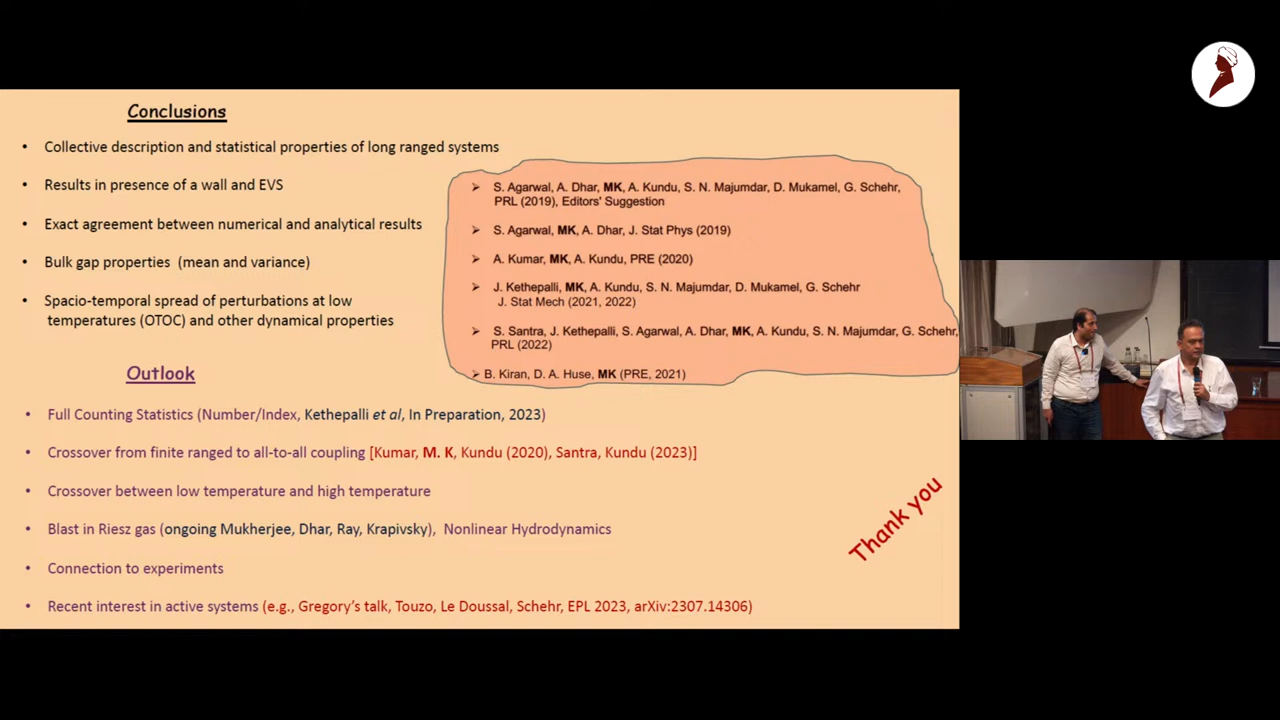 Conclusions
• Collective description and statistical properties of long ranged systems
• Results in presence of a wall and EVS
• Exact agreement between numerical and analytical results
• Bulk gap properties (mean and variance)
• Spacio-temporal spread of perturbations at low
temperatures (OTOC) and other dynamical properties
➢ S. Agarwal, A. Dhar, MK, A. Kundu, S. N. Majumdar, D. Mukamel, G. Schehr,
PRL (2019), Editors' Suggestion
➢ S. Agarwal, MK, A. Dhar, J. Stat Phys (2019)
➢ A. Kumar, MK, A. Kundu, PRE (2020)
➢ J. Kethepalli, MK, A. Kundu, S. N. Majumdar, D. Mukamel, G. Schehr
J. Stat Mech (2021, 2022)
➢ S. Santra, J. Kethepalli, S. Agarwal, A. Dhar, MK, A. Kundu, S. N. Majumdar, G. Schehr,
PRL (2022)
➢ B. Kiran, D. A. Huse, MK (PRE, 2021)
Outlook
• Full Counting Statistics (Number/Index, Kethepalli et al, In Preparation, 2023)
• Crossover from finite ranged to all-to-all coupling [Kumar, M. K, Kundu (2020), Santra, Kundu (2023)]
• Crossover between low temperature and high temperature
• Blast in Riesz gas (ongoing Mukherjee, Dhar, Ray, Krapivsky), Nonlinear Hydrodynamics
• Connection to experiments
• Recent interest in active systems (e.g., Gregory's talk, Touzo, Le Doussal, Schehr, EPL 2023, arXiv:2307.14306)
Thank you